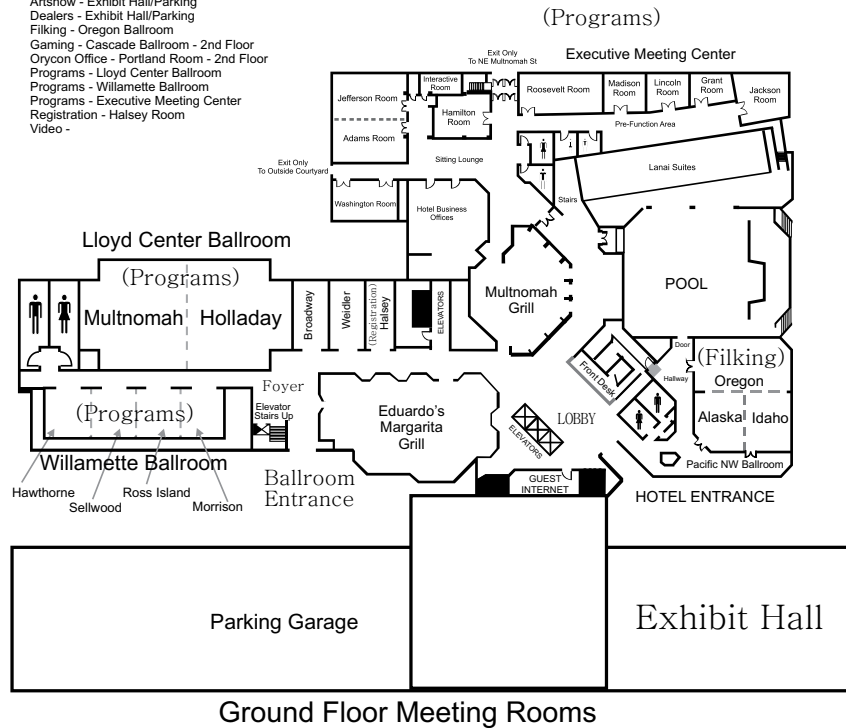 Artshow - Exhibit Hall/Parking
Dealers - Exhibit Hall/Parking
Filking - Oregon Ballroom
Gaming - Cascade Ballroom - 2nd Floor
Orycon Office - Portland Room - 2nd Floor
Programs - Lloyd Center Ballroom
Programs - Willamette Ballroom
Programs - Executive Meeting Center
Registration - Halsey Room
Video -
(Programs)
Executive Meeting Center
Exit Only
To NE Multnomah St
Jefferson Room
Adams Room
Interactive
Room
Hamilton
Room
Roosevelt Room
Madison
Room
Lincoln
Room
Grant
Room
Jackson
Room
Pre-Function Area
Sitting Lounge
Exit Only
To Outside Courtyard
Washington Room
Hotel Business
Offices
Stairs
Lanai Suites
Lloyd Center Ballroom
(Programs)
Multnomah
Holladay
Broadway
Weidler
(Registration)
Halsey
ELEVATORS
Multnomah
Grill
POOL
Door
Hallway
(Filking)
Oregon
Alaska
Idaho
Pacific NW Ballroom
Front Desk
LOBBY
ELEVATORS
Foyer
Elevator
Stairs Up
(Programs)
Willamette Ballroom
Hawthorne
Sellwood
Ross Island
Morrison
Eduardo's
Margarita
Grill
Ballroom
Entrance
GUEST
INTERNET
HOTEL ENTRANCE
Parking Garage
Exhibit Hall
Ground Floor Meeting Rooms